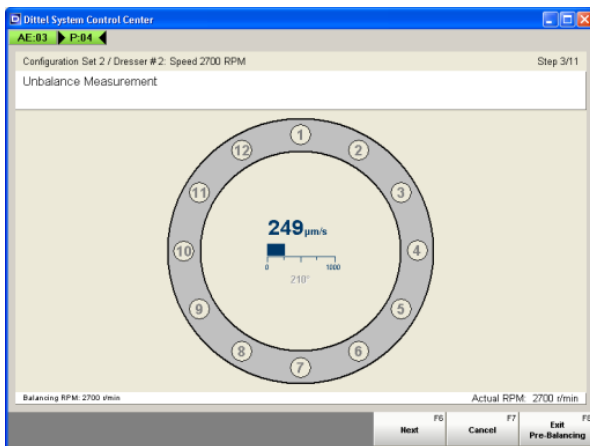 Dittel System Control Center
AE:03 P:04
Configuration Set 2 / Dresser #2: Speed 2700 RPM Step 3/11
Unbalance Measurement
1
12 2
11 3
249 µm/s
10 4
0 1000
210°
9 5
8 6
7
Balancing RPM: 2700 r/min Actual RPM: 2700 r/min
F6 F7 F8
Next Cancel Exit
Pre-Balancing